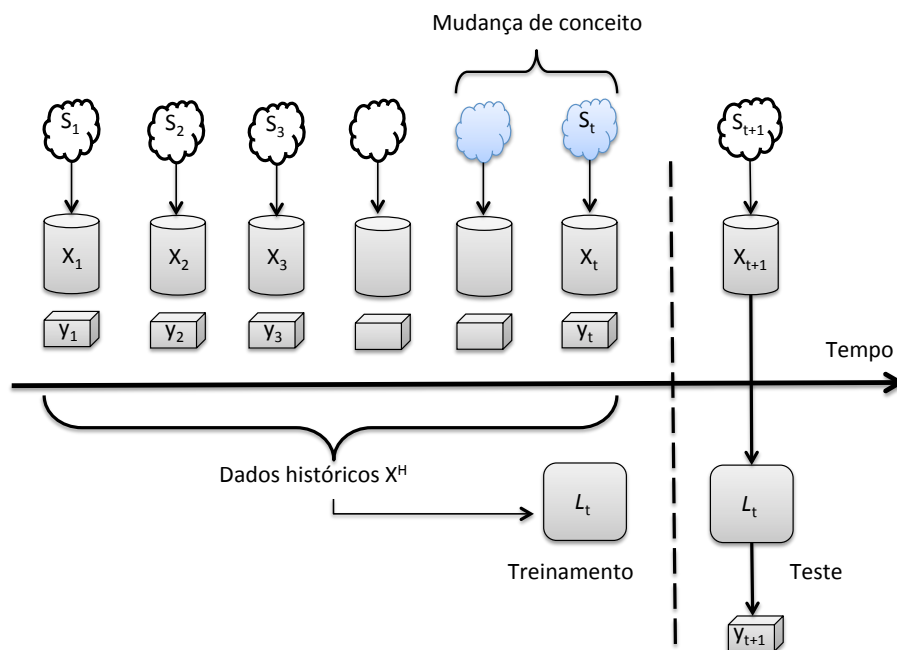 Mudança de conceito
S1
S2
S3
St
St+1
X1
X2
X3
Xt
Xt+1
y1
y2
y3
yt
Tempo
Dados históricos XH
Lt
Lt
Treinamento
Teste
yt+1